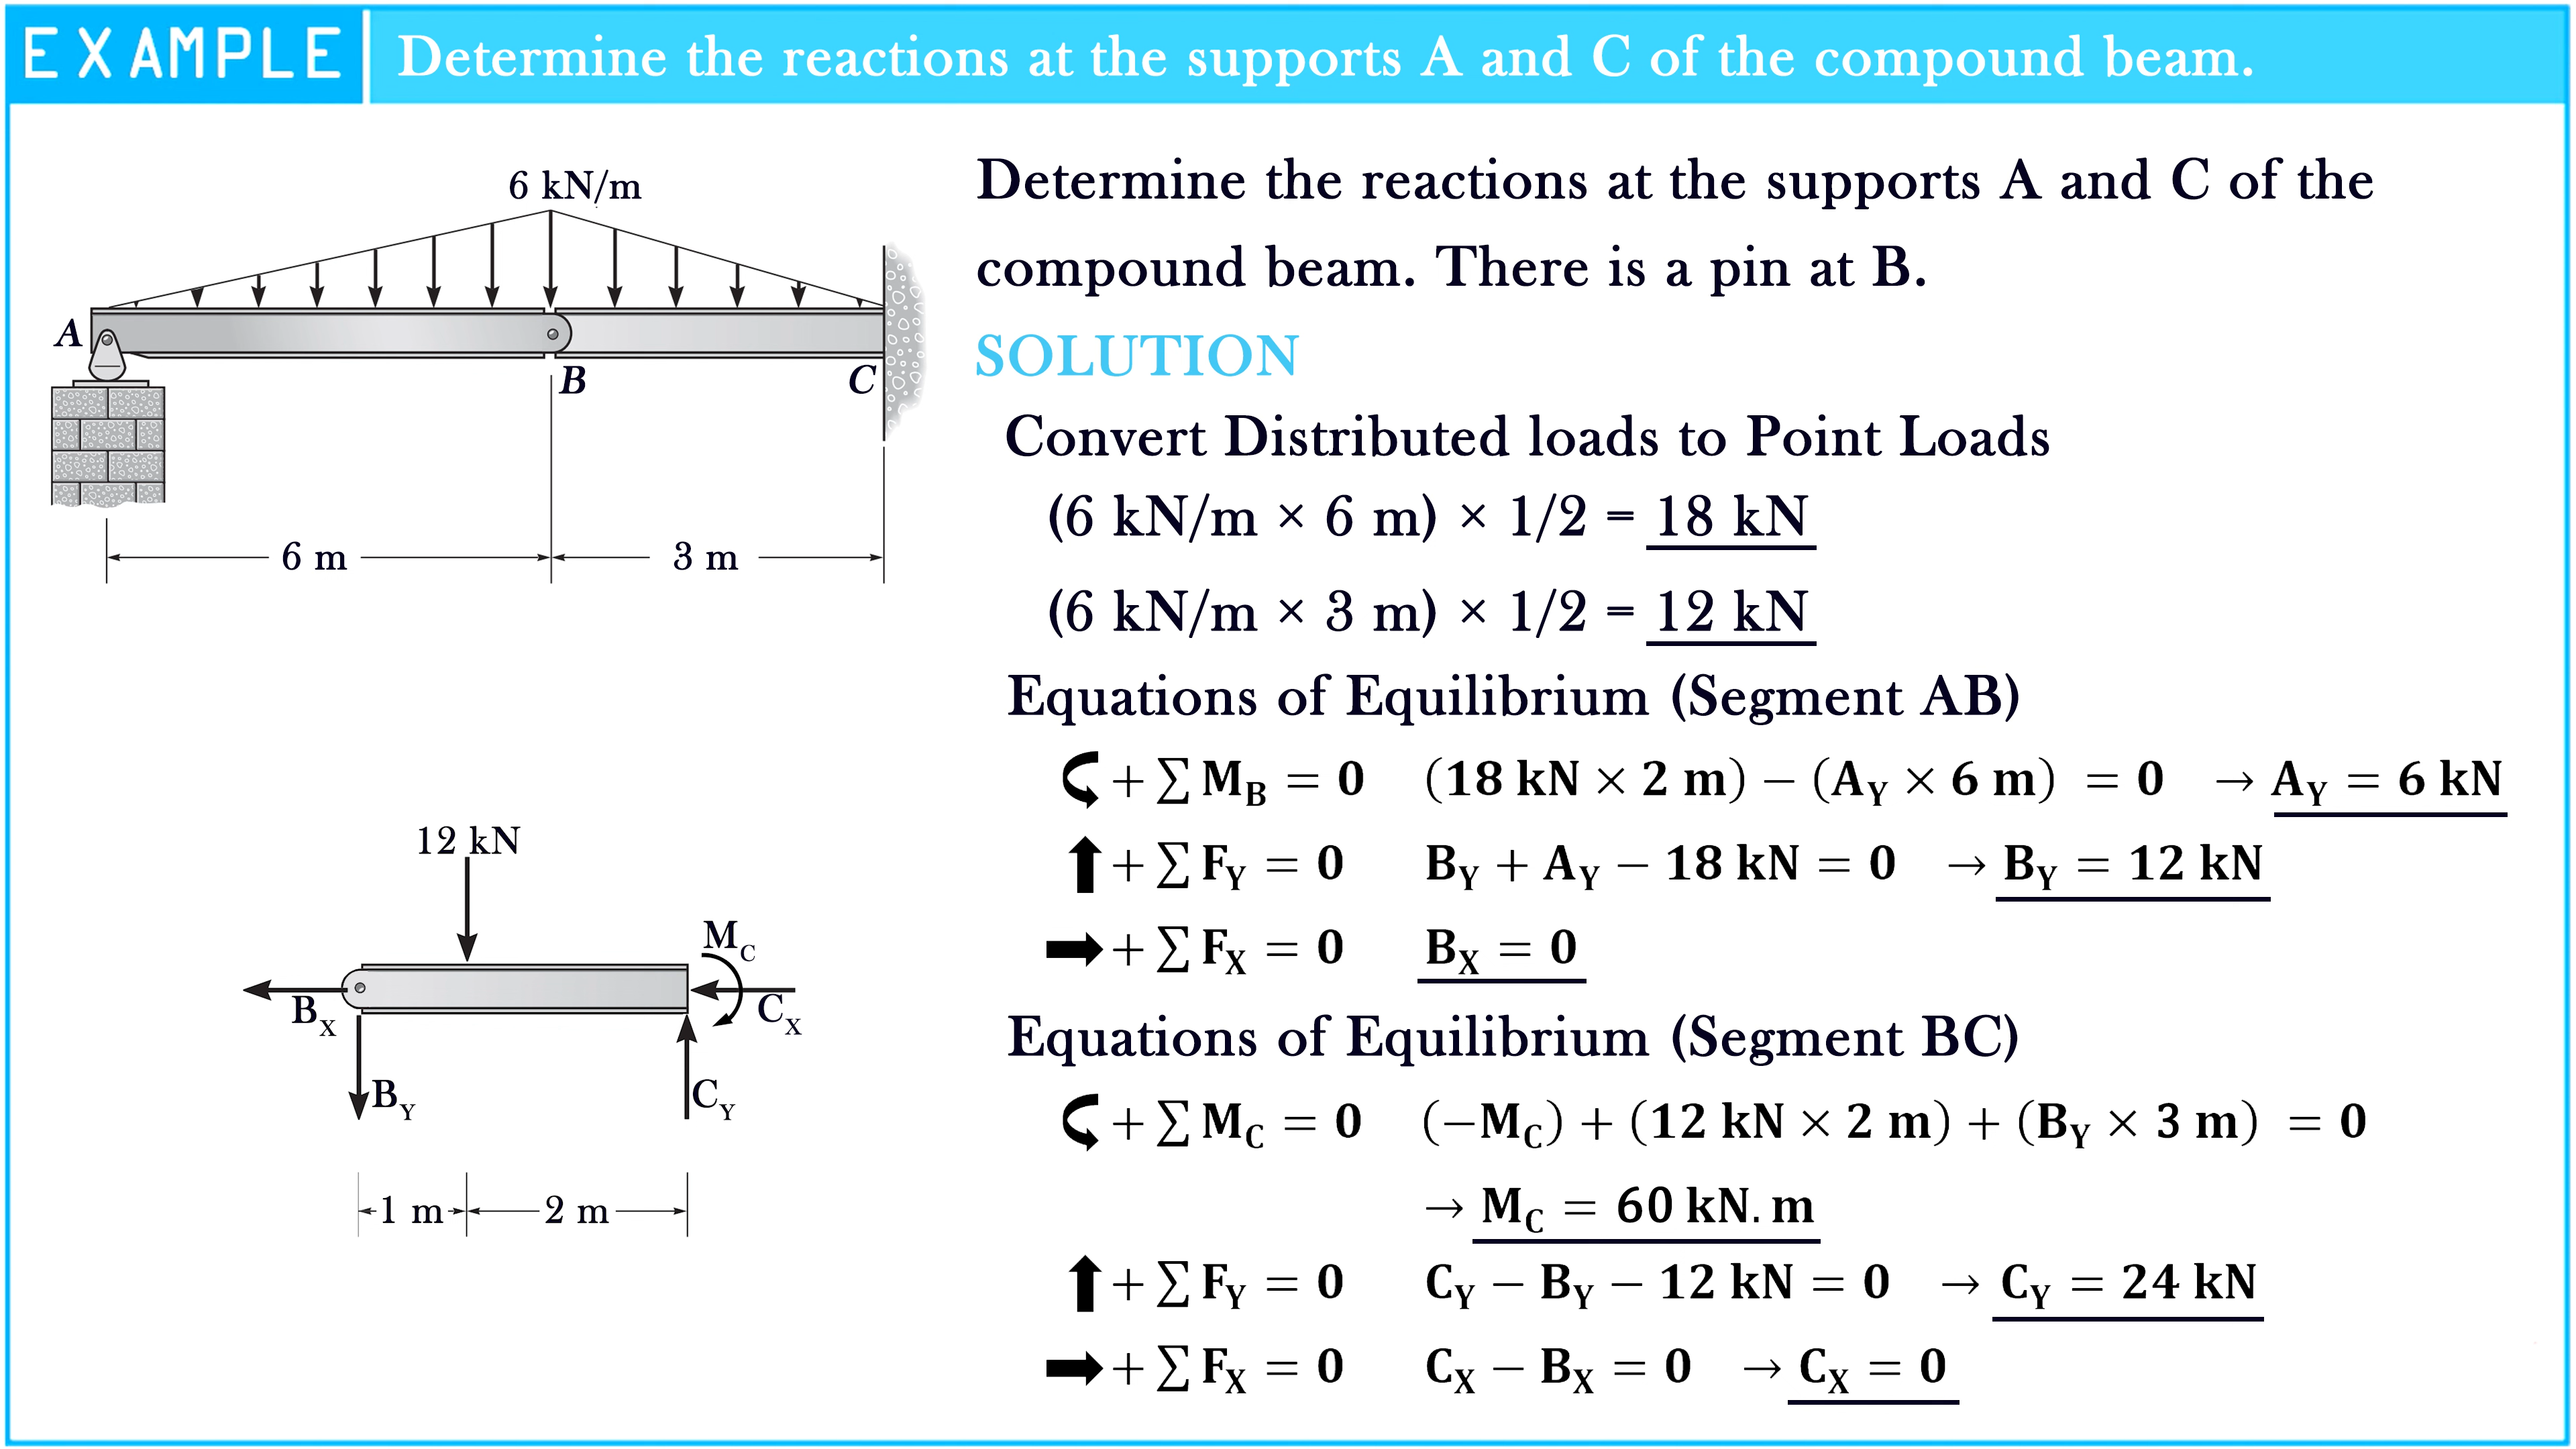 EXAMPLE
Determine the reactions at the supports A and C of the compound beam.
6 kN/m
A
B
C
6 m
3 m
12 kN
M_C
B_X
C_X
B_Y
C_Y
1 m
2 m
Determine the reactions at the supports A and C of the
compound beam. There is a pin at B.
SOLUTION
Convert Distributed loads to Point Loads
(6 kN/m × 6 m) × 1/2 = 18 kN
(6 kN/m × 3 m) × 1/2 = 12 kN
Equations of Equilibrium (Segment AB)
+ ∑ M_B = 0 (18 kN × 2 m) − (A_Y × 6 m) = 0 → A_Y = 6 kN
+ ∑ F_Y = 0 B_Y + A_Y − 18 kN = 0 → B_Y = 12 kN
+ ∑ F_X = 0 B_X = 0
Equations of Equilibrium (Segment BC)
+ ∑ M_C = 0 (−M_C) + (12 kN × 2 m) + (B_Y × 3 m) = 0
→ M_C = 60 kN. m
+ ∑ F_Y = 0 C_Y − B_Y − 12 kN = 0 → C_Y = 24 kN
+ ∑ F_X = 0 C_X − B_X = 0 → C_X = 0